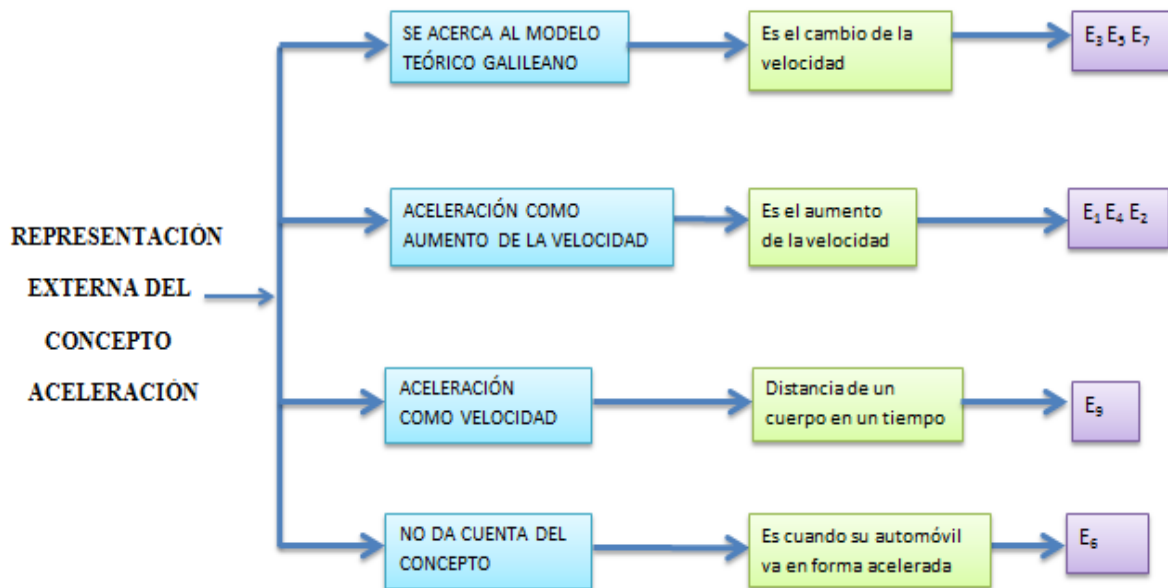 REPRESENTACIÓN
EXTERNA DEL
CONCEPTO
ACELERACIÓN
SE ACERCA AL MODELO
TEÓRICO GALILEANO
Es el cambio de la
velocidad
E₃ E₅ E₇
ACELERACIÓN COMO
AUMENTO DE LA VELOCIDAD
Es el aumento
de la velocidad
E₁ E₄ E₂
ACELERACIÓN
COMO VELOCIDAD
Distancia de un
cuerpo en un tiempo
E₉
NO DA CUENTA DEL
CONCEPTO
Es cuando su automóvil
va en forma acelerada
E₆